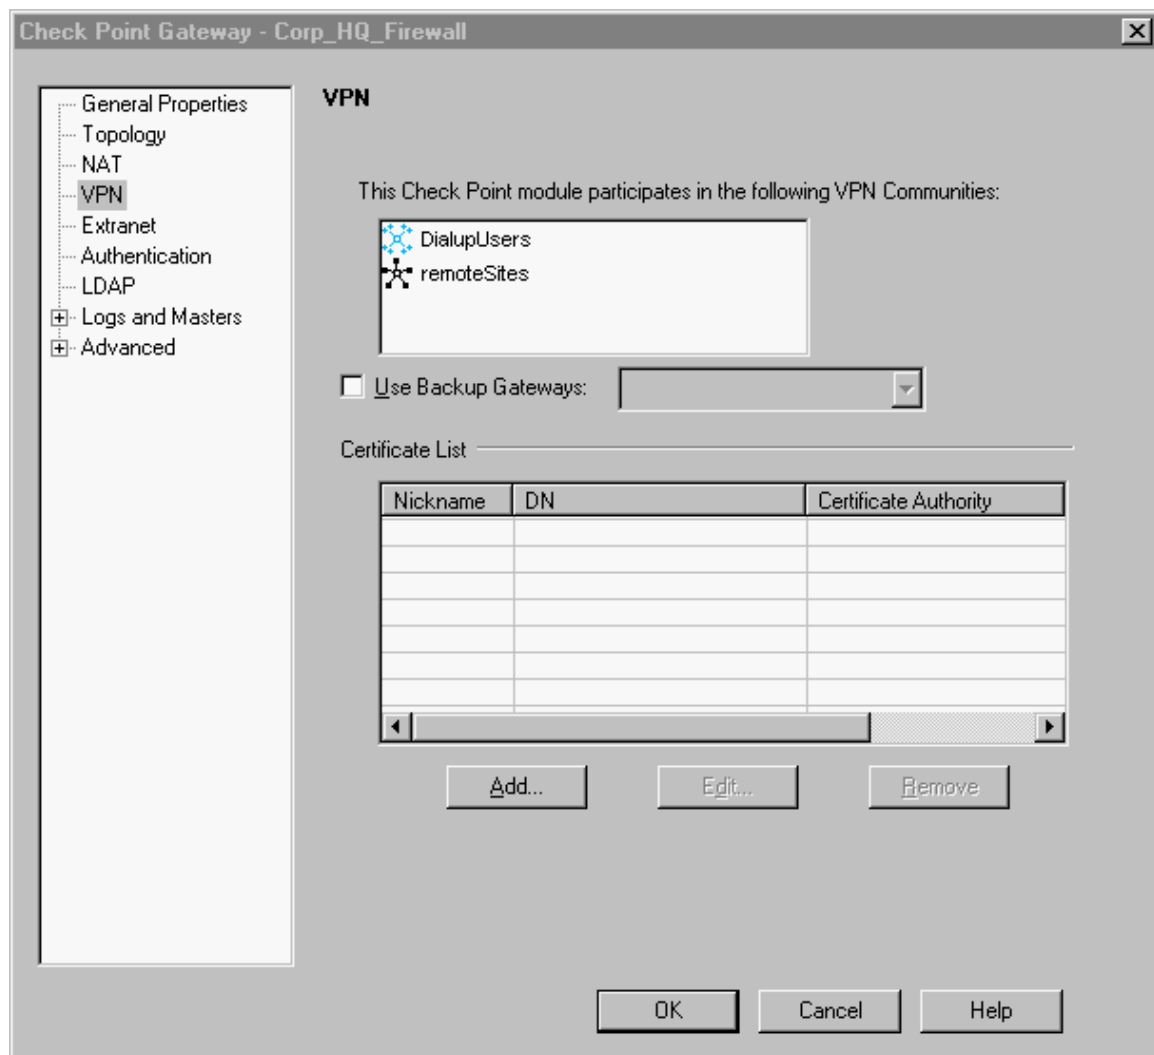 Check Point Gateway - Corp_HQ_Firewall
General Properties
Topology
NAT
VPN
Extranet
Authentication
LDAP
Logs and Masters
Advanced
VPN
This Check Point module participates in the following VPN Communities:
DialupUsers
remoteSites
Use Backup Gateways:
Certificate List
Nickname DN Certificate Authority
Add... Edit... Remove
OK Cancel Help